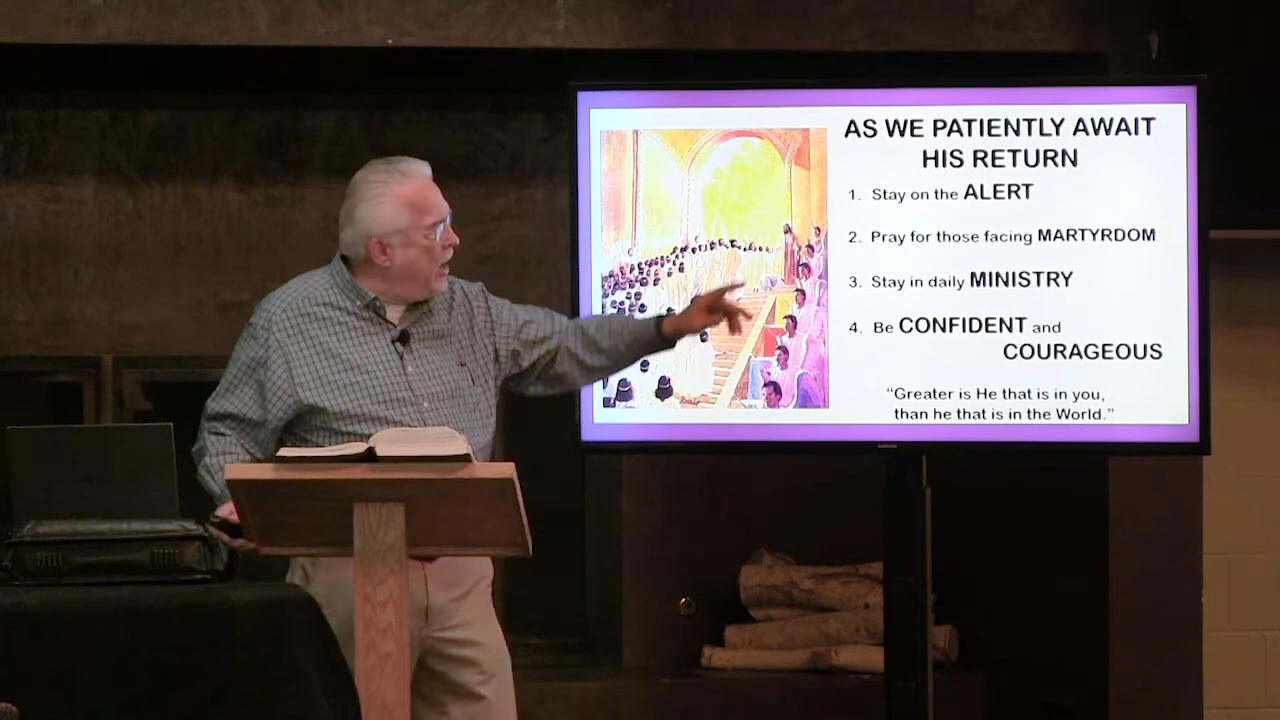 AS WE PATIENTLY AWAIT
HIS RETURN
1. Stay on the ALERT
2. Pray for those facing MARTYRDOM
3. Stay in daily MINISTRY
4. Be CONFIDENT and
COURAGEOUS
“Greater is He that is in you,
than he that is in the World.”